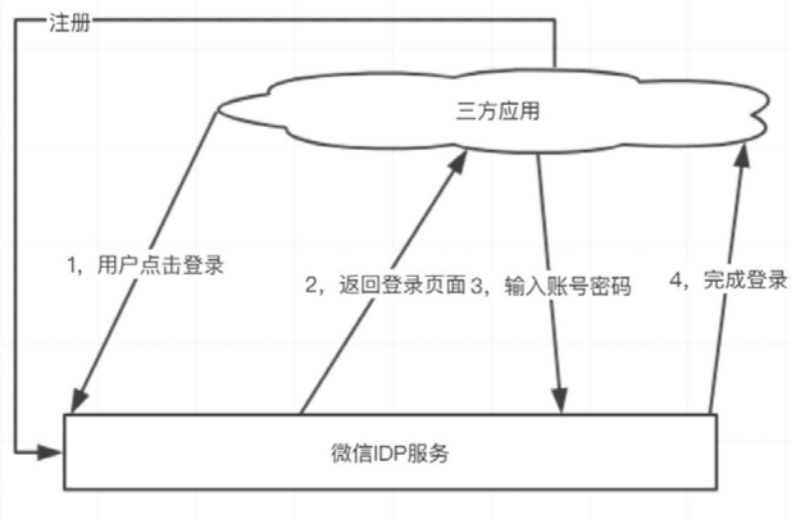 注册
三方应用
1，用户点击登录
2，返回登录页面
3，输入账号密码
4，完成登录
微信IDP服务